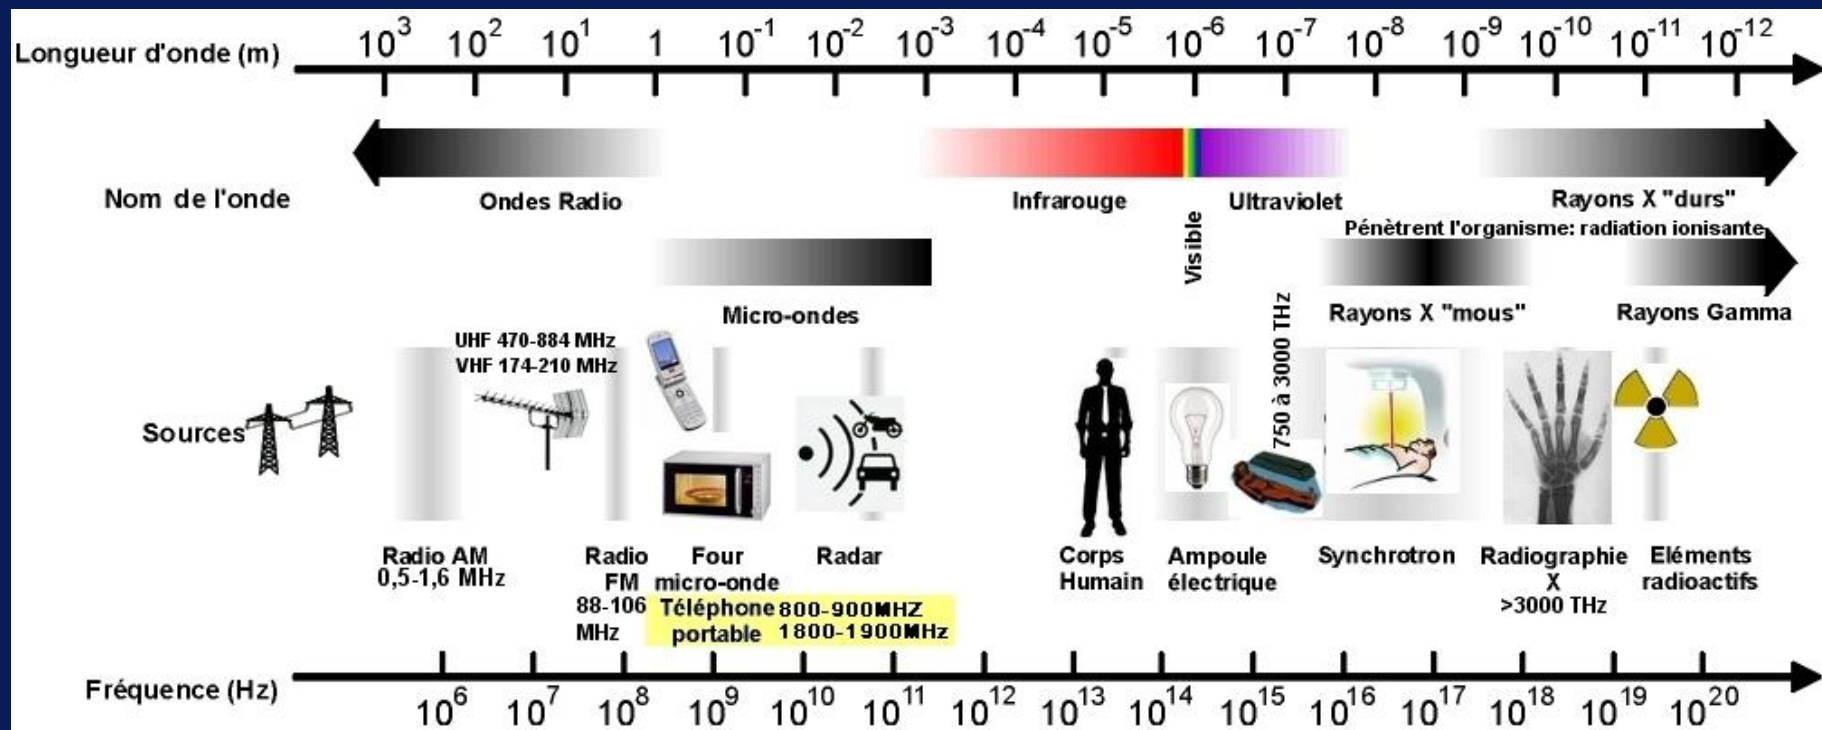 Longueur d'onde (m)
10³ 10² 10¹ 1 10⁻¹ 10⁻² 10⁻³ 10⁻⁴ 10⁻⁵ 10⁻⁶ 10⁻⁷ 10⁻⁸ 10⁻⁹ 10⁻¹⁰ 10⁻¹¹ 10⁻¹²
Nom de l'onde
Ondes Radio
Infrarouge
Visible
Ultraviolet
Rayons X "durs"
Pénètrent l'organisme: radiation ionisante
Micro-ondes
Rayons X "mous"
Rayons Gamma
UHF 470-884 MHz
VHF 174-210 MHz
750 à 3000 THz
Sources
Radio AM
0,5-1,6 MHz
Radio
FM
88-106
MHz
Four
micro-onde
Téléphone 800-900MHZ
portable 1800-1900MHz
Radar
Corps
Humain
Ampoule
électrique
Synchrotron
Radiographie
X
>3000 THz
Eléments
radioactifs
Fréquence (Hz)
10⁶ 10⁷ 10⁸ 10⁹ 10¹⁰ 10¹¹ 10¹² 10¹³ 10¹⁴ 10¹⁵ 10¹⁶ 10¹⁷ 10¹⁸ 10¹⁹ 10²⁰